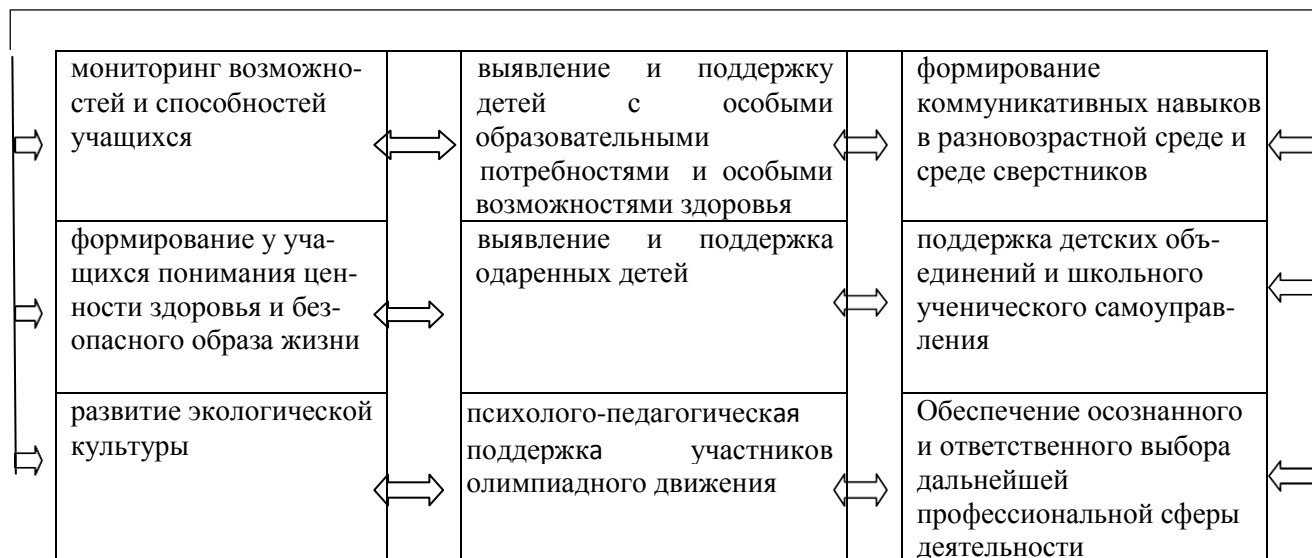 мониторинг возможно-
стей и способностей
учащихся
выявление и поддержку
детей с особыми
образовательными
потребностями и особыми
возможностями здоровья
формирование
коммуникативных навыков
в разновозрастной среде и
среде сверстников
формирование у уча-
щихся понимания цен-
ности здоровья и без-
опасного образа жизни
выявление и поддержка
одаренных детей
поддержка детских объ-
единений и школьного
ученического самоуправ-
ления
развитие экологической
культуры
психолого-педагогическая
поддержка участников
олимпиадного движения
Обеспечение осознанного
и ответственного выбора
дальнейшей
профессиональной сферы
деятельности